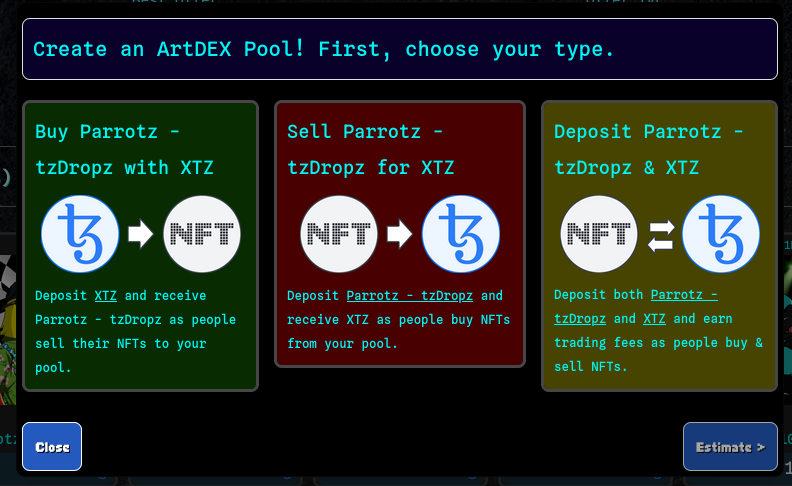 Create an ArtDEX Pool! First, choose your type.
Buy Parrotz -
tzDropz with XTZ
NFT
Deposit XTZ and receive
Parrotz - tzDropz as people
sell their NFTs to your
pool.
Sell Parrotz -
tzDropz for XTZ
NFT
Deposit Parrotz - tzDropz and
receive XTZ as people buy NFTs
from your pool.
Deposit Parrotz -
tzDropz & XTZ
NFT
Deposit both Parrotz -
tzDropz and XTZ and earn
trading fees as people buy &
sell NFTs.
Close
Estimate >